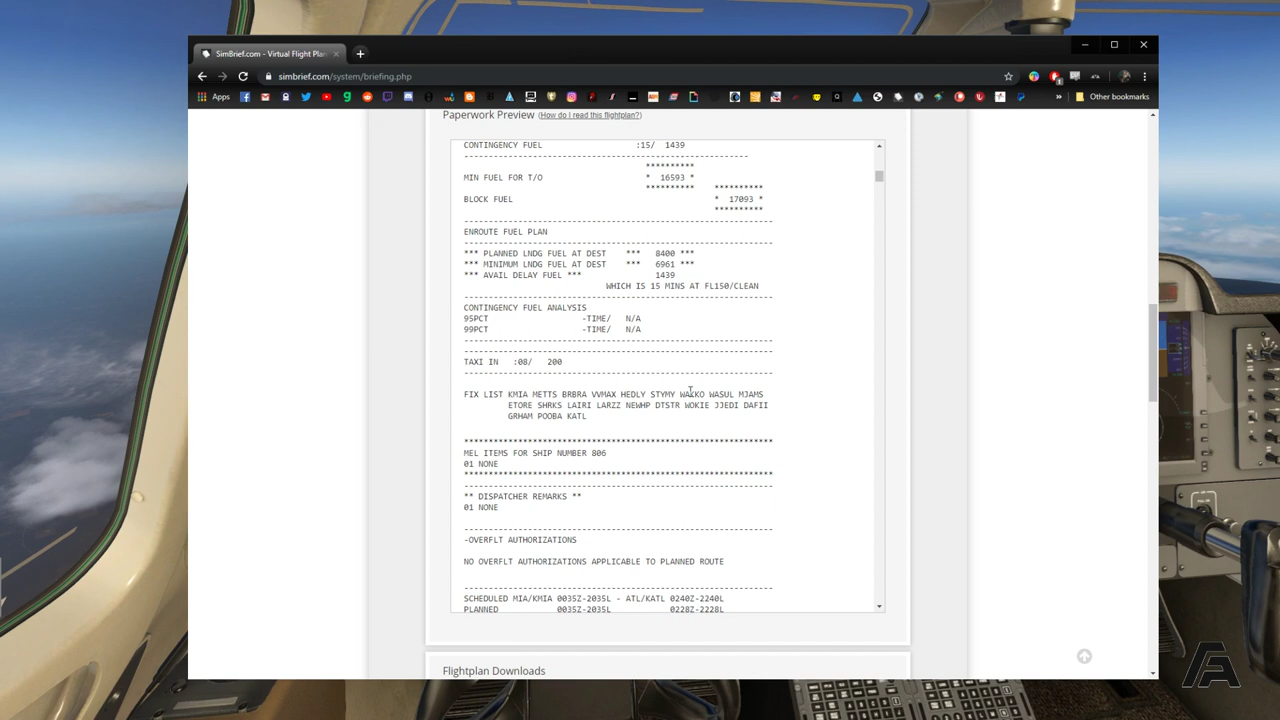 SimBrief.com - Virtual Flight Pla
simbrief.com/system/briefing.php
Apps
Other bookmarks
Paperwork Preview (How do I read this flightplan?)
CONTINGENCY FUEL :15/ 1439
----------------------------------------------------------
**********
MIN FUEL FOR T/O * 16593 *
********** **********
BLOCK FUEL * 17093 *
**********
---------------------------------------------------------------
ENROUTE FUEL PLAN
---------------------------------------------------------------
*** PLANNED LNDG FUEL AT DEST *** 8400 ***
*** MINIMUM LNDG FUEL AT DEST *** 6961 ***
*** AVAIL DELAY FUEL *** 1439
WHICH IS 15 MINS AT FL150/CLEAN
---------------------------------------------------------------
CONTINGENCY FUEL ANALYSIS
95PCT -TIME/ N/A
99PCT -TIME/ N/A
---------------------------------------------------------------
---------------------------------------------------------------
TAXI IN :08/ 200
---------------------------------------------------------------
FIX LIST KMIA METTS BRBRA VVMAX HEDLY STYMY WAKKO WASUL MJAMS
ETORE SHRKS LAIRI LARZZ NEWHP DTSTR WOKIE JJEDI DAFII
GRHAM POOBA KATL
***************************************************************
MEL ITEMS FOR SHIP NUMBER 806
01 NONE
***************************************************************
---------------------------------------------------------------
** DISPATCHER REMARKS **
01 NONE
---------------------------------------------------------------
-OVERFLT AUTHORIZATIONS
NO OVERFLT AUTHORIZATIONS APPLICABLE TO PLANNED ROUTE
---------------------------------------------------------------
SCHEDULED MIA/KMIA 0035Z-2035L - ATL/KATL 0240Z-2240L
PLANNED 0035Z-2035L 0228Z-2228L
Flightplan Downloads